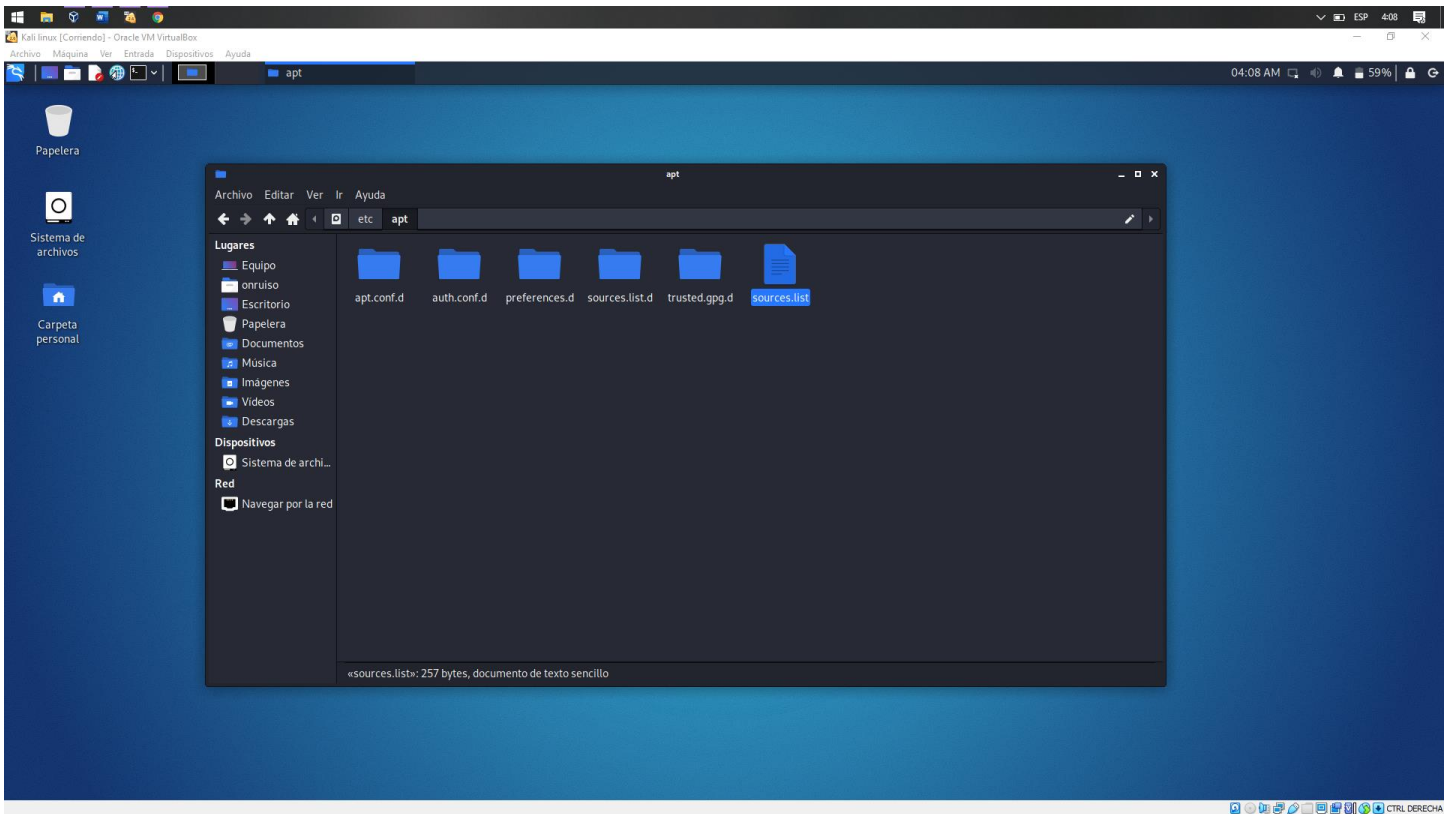 ESP 4:08
Kali linux [Corriendo] - Oracle VM VirtualBox
Archivo Máquina Ver Entrada Dispositivos Ayuda
apt
04:08 AM 59%
Papelera
Sistema de
archivos
Carpeta
personal
apt
Archivo Editar Ver Ir Ayuda
etc apt
Lugares
Equipo
onruiso
Escritorio
Papelera
Documentos
Música
Imágenes
Vídeos
Descargas
Dispositivos
Sistema de archi...
Red
Navegar por la red
apt.conf.d auth.conf.d preferences.d sources.list.d trusted.gpg.d sources.list
«sources.list»: 257 bytes, documento de texto sencillo
CTRL DERECHA